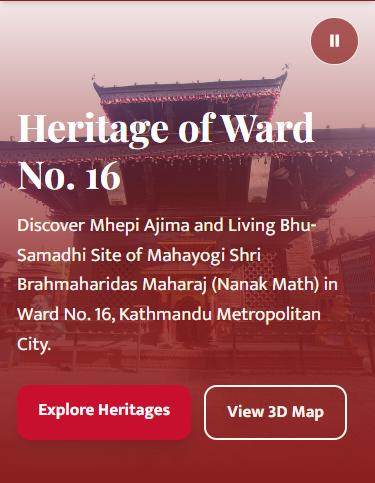 Heritage of Ward
No. 16
Discover Mhepi Ajima and Living Bhu-
Samadhi Site of Mahayogi Shri
Brahmaharidas Maharaj (Nanak Math) in
Ward No. 16, Kathmandu Metropolitan
City.
Explore Heritages
View 3D Map